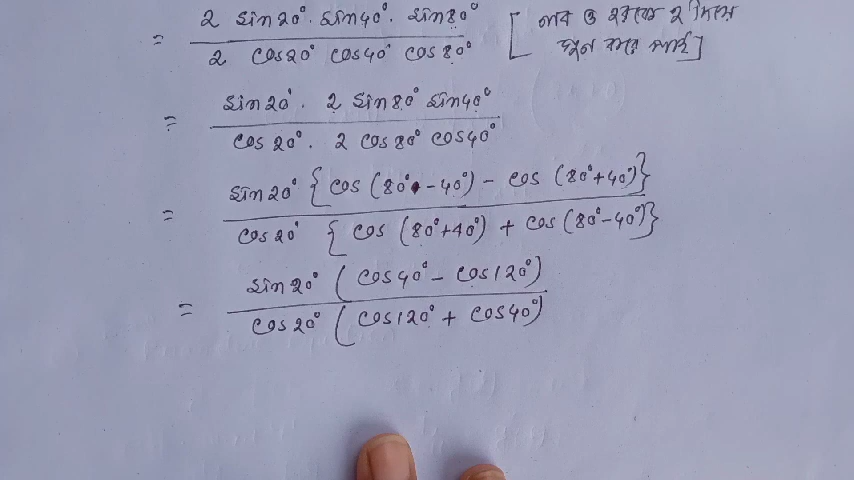 = 2 sin20°. sin40°. sin80° / 2 cos20° cos40° cos80° [লব ও হরকে ২ দিয়ে
গুন করে পাই]
= sin20°. 2 sin80° sin40° / cos20°. 2 cos80° cos40°
= sin20° {cos (80°-40°) - cos (80°+40°)} / cos20° {cos (80°+40°) + cos (80°-40°)}
= sin20° (cos40° - cos120°) / cos20° (cos120° + cos40°)